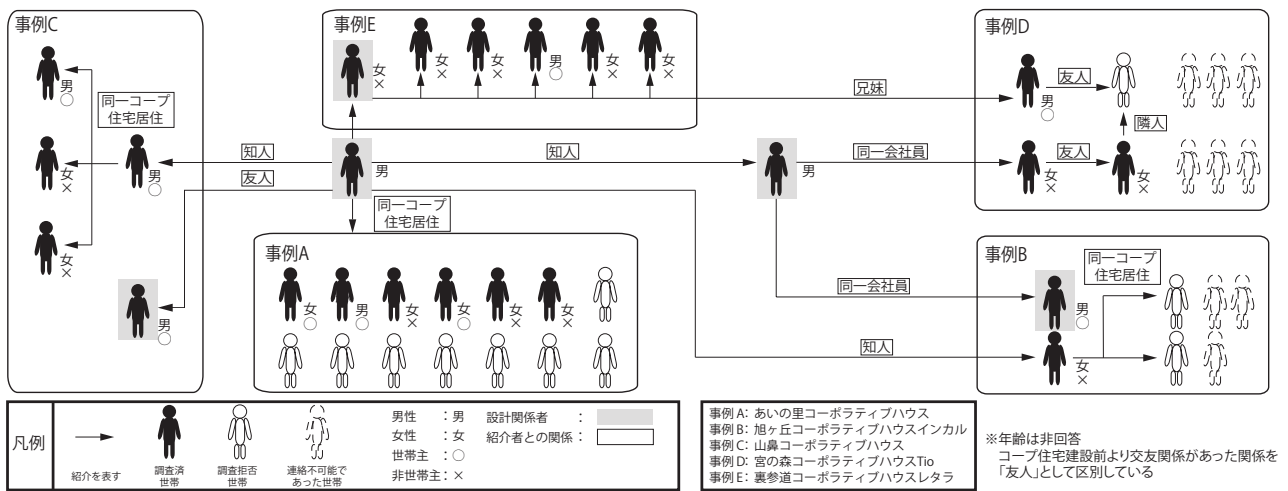 事例C
男
○
同一コープ
住宅居住
女
×
男
○
女
×
男
○
事例E
女
×
女
×
女
×
男
○
女
×
女
×
兄妹
知人
友人
男
知人
男
同一会社員
同一コープ
住宅居住
事例A
女
○
男
○
女
×
女
○
女
×
女
×
同一会社員
知人
事例D
男
○
友人
隣人
女
×
友人
女
×
事例B
同一コープ
住宅居住
男
○
女
×
凡例
紹介を表す
調査済
世帯
調査拒否
世帯
連絡不可能で
あった世帯
男性 :男
女性 :女
世帯主 :○
非世帯主:×
設計関係者 :
紹介者との関係:
事例A: あいの里コーポラティブハウス
事例B: 旭ヶ丘コーポラティブハウスインカル
事例C: 山鼻コーポラティブハウス
事例D: 宮の森コーポラティブハウスTio
事例E: 裏参道コーポラティブハウスレタラ
※年齢は非回答
コープ住宅建設前より交友関係があった関係を
「友人」として区別している